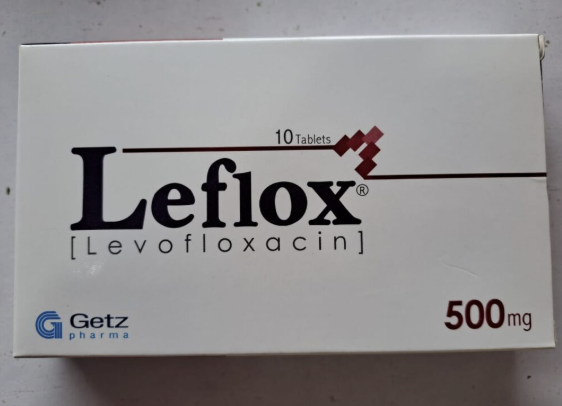 10 Tablets
Leflox®
[Levofloxacin]
Getz
pharma
500mg